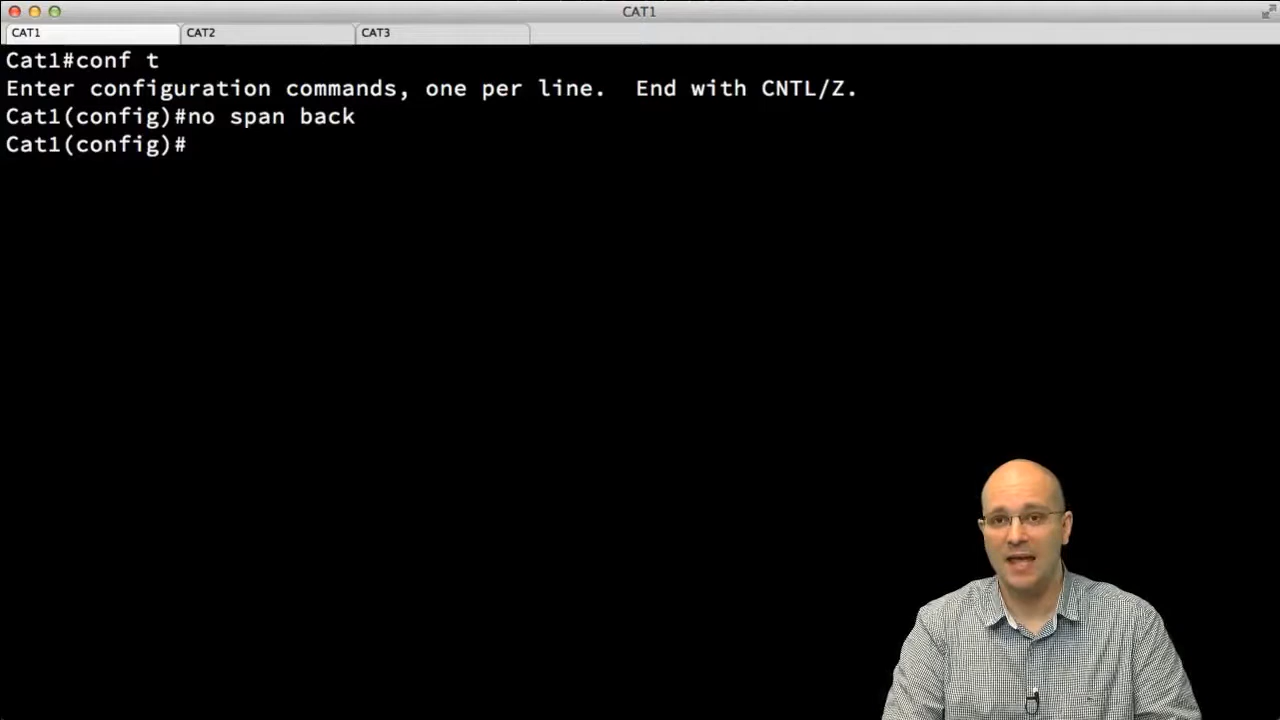 CAT1
CAT1 CAT2 CAT3
Cat1#conf t
Enter configuration commands, one per line.  End with CNTL/Z.
Cat1(config)#no span back
Cat1(config)#